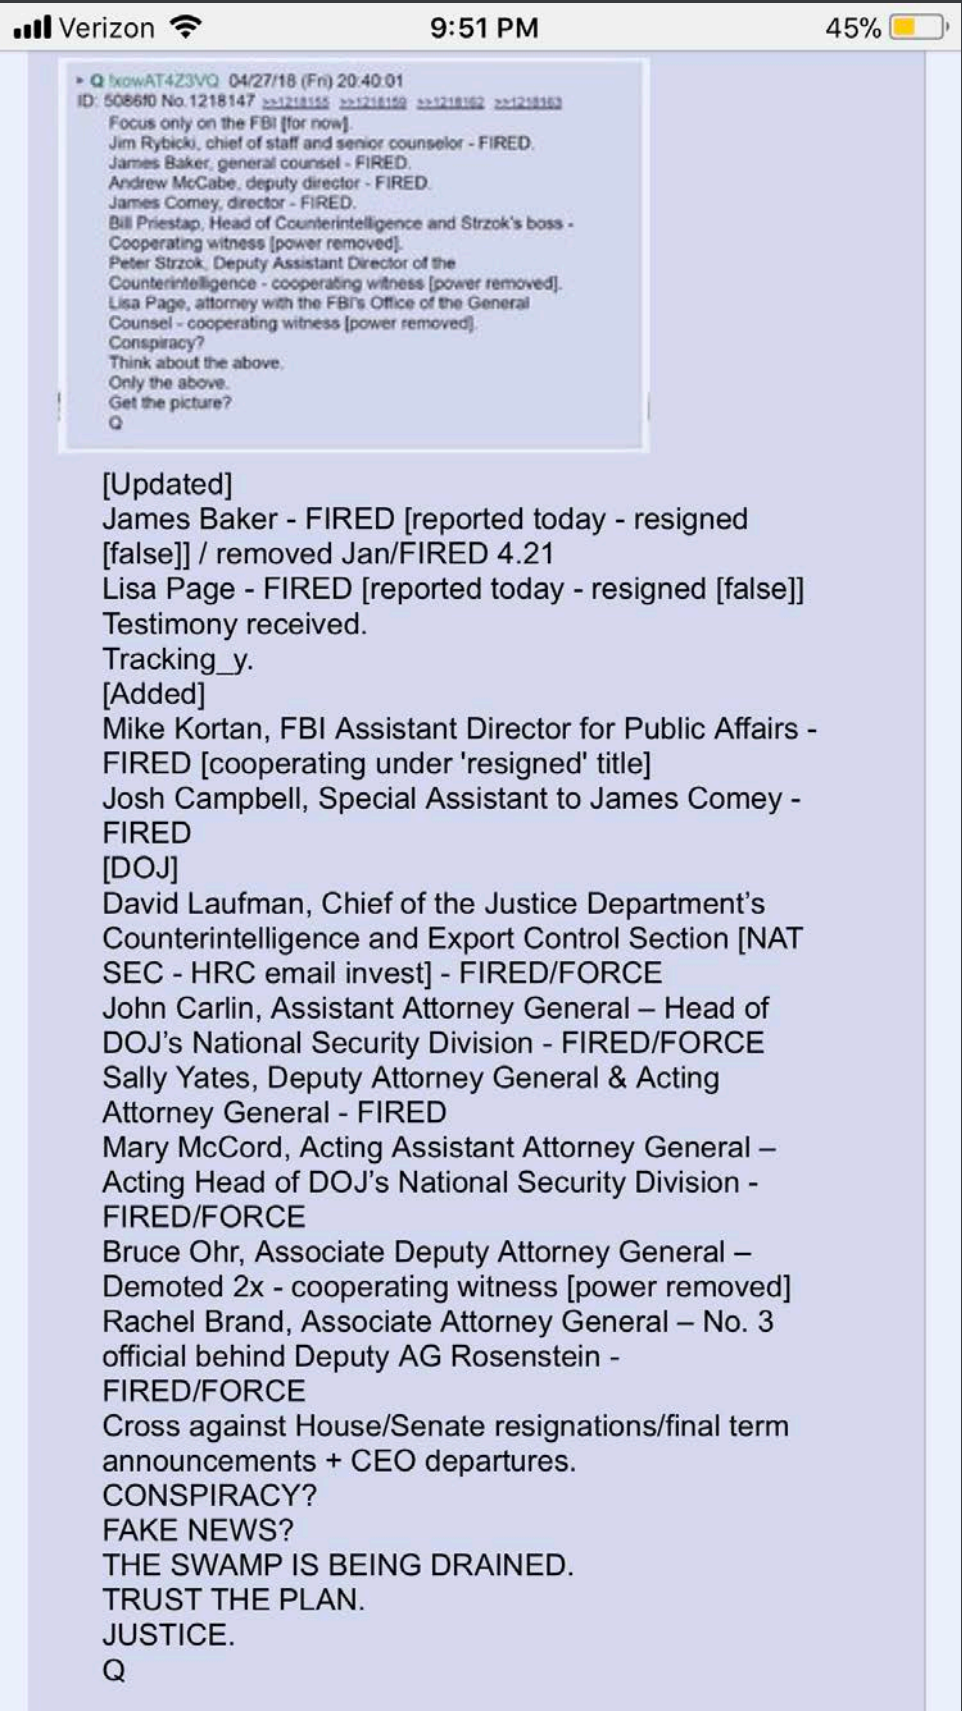 Verizon 9:51 PM 45%
▸ Q !xowAT4Z3VQ 04/27/18 (Fri) 20:40:01
ID: 5086f0 No.1218147 >>1218155 >>1218159 >>1218162 >>1218163
Focus only on the FBI [for now].
Jim Rybicki, chief of staff and senior counselor - FIRED.
James Baker, general counsel - FIRED.
Andrew McCabe, deputy director - FIRED.
James Comey, director - FIRED.
Bill Priestap, Head of Counterintelligence and Strzok's boss -
Cooperating witness [power removed].
Peter Strzok, Deputy Assistant Director of the
Counterintelligence - cooperating witness [power removed].
Lisa Page, attorney with the FBI's Office of the General
Counsel - cooperating witness [power removed].
Conspiracy?
Think about the above.
Only the above.
Get the picture?
Q
[Updated]
James Baker - FIRED [reported today - resigned
[false]] / removed Jan/FIRED 4.21
Lisa Page - FIRED [reported today - resigned [false]]
Testimony received.
Tracking_y.
[Added]
Mike Kortan, FBI Assistant Director for Public Affairs -
FIRED [cooperating under 'resigned' title]
Josh Campbell, Special Assistant to James Comey -
FIRED
[DOJ]
David Laufman, Chief of the Justice Department’s
Counterintelligence and Export Control Section [NAT
SEC - HRC email invest] - FIRED/FORCE
John Carlin, Assistant Attorney General – Head of
DOJ’s National Security Division - FIRED/FORCE
Sally Yates, Deputy Attorney General & Acting
Attorney General - FIRED
Mary McCord, Acting Assistant Attorney General –
Acting Head of DOJ’s National Security Division -
FIRED/FORCE
Bruce Ohr, Associate Deputy Attorney General –
Demoted 2x - cooperating witness [power removed]
Rachel Brand, Associate Attorney General – No. 3
official behind Deputy AG Rosenstein -
FIRED/FORCE
Cross against House/Senate resignations/final term
announcements + CEO departures.
CONSPIRACY?
FAKE NEWS?
THE SWAMP IS BEING DRAINED.
TRUST THE PLAN.
JUSTICE.
Q